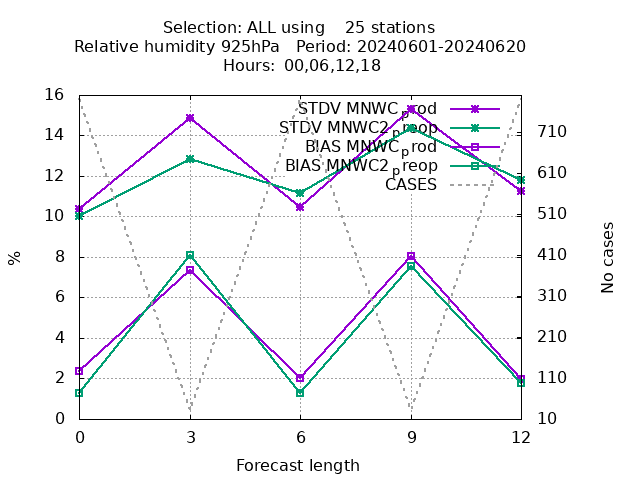 Selection: ALL using 25 stations
Relative humidity 925hPa Period: 20240601-20240620
Hours: 00,06,12,18
STDV MNWC_prod
STDV MNWC2_preop
BIAS MNWC_prod
BIAS MNWC2_preop
CASES
16
14
12
10
8
6
4
2
0
%
710
610
510
410
310
210
110
10
No cases
0 3 6 9 12
Forecast length